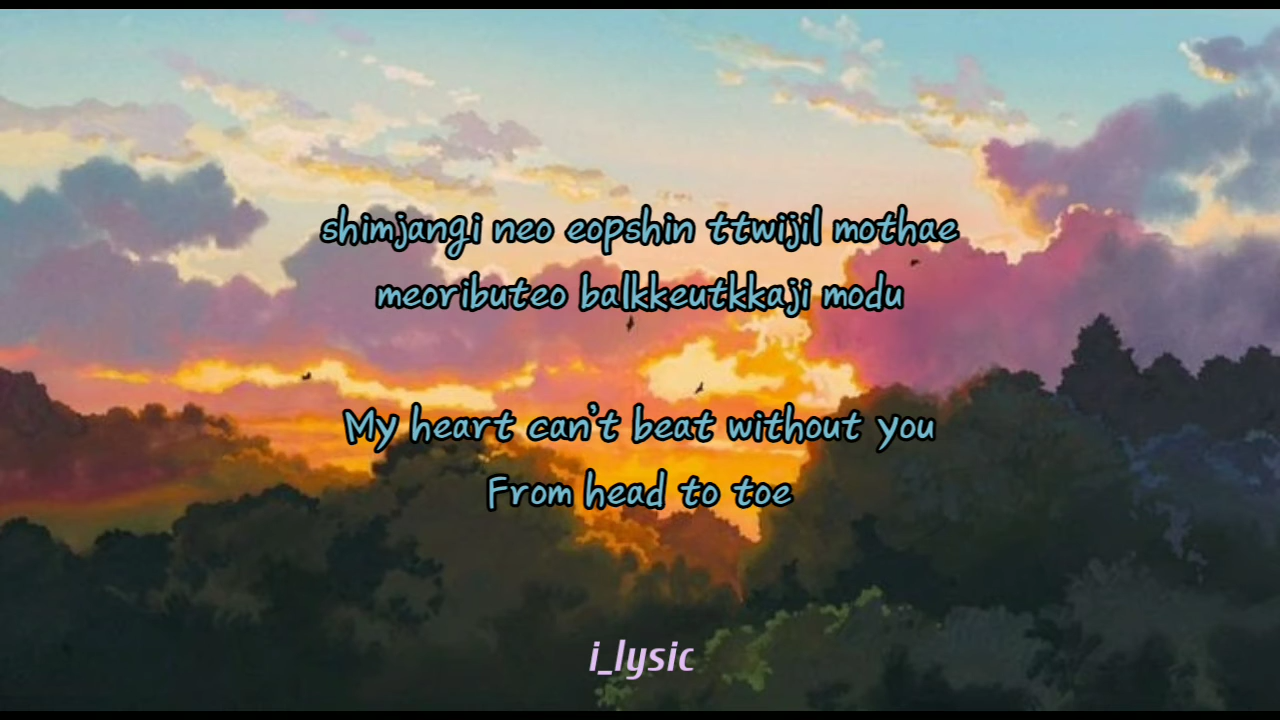 shimjangi neo eopshin ttwijil mothae
meoributeo balkkeutkkaji modu
My heart can't beat without you
From head to toe
i_lysic